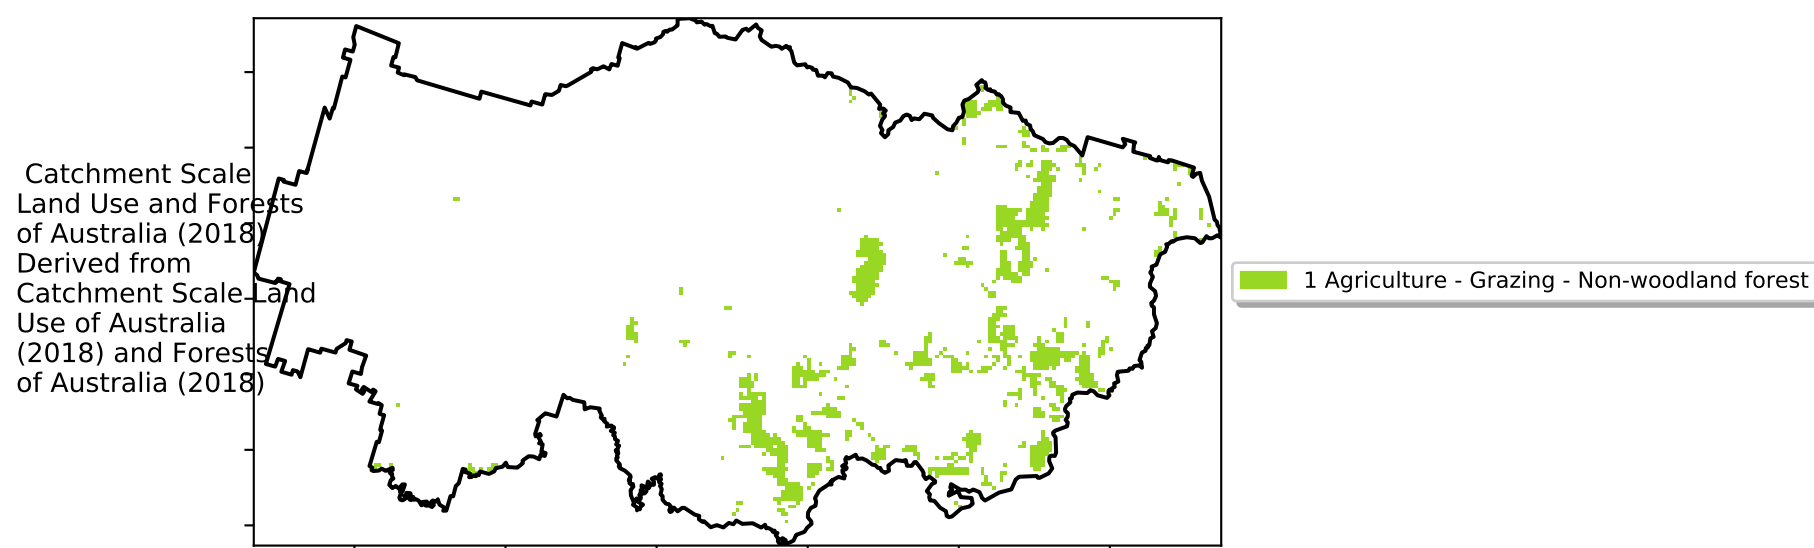 Catchment Scale
Land Use and Forests
of Australia (2018)
Derived from
Catchment Scale Land
Use of Australia
(2018) and Forests
of Australia (2018)
1 Agriculture - Grazing - Non-woodland forest